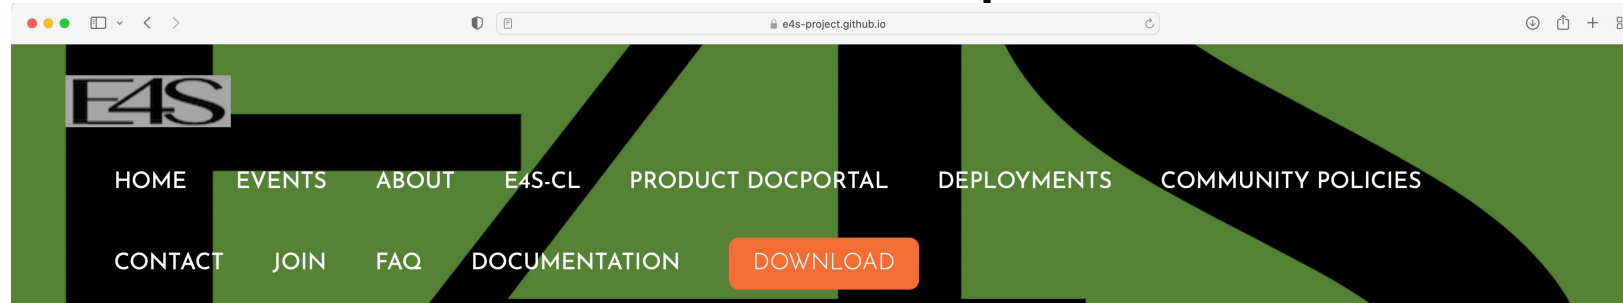 e4s-project.github.io
E4S
HOME EVENTS ABOUT E4S-CL PRODUCT DOCPORTAL DEPLOYMENTS COMMUNITY POLICIES
CONTACT JOIN FAQ DOCUMENTATION DOWNLOAD